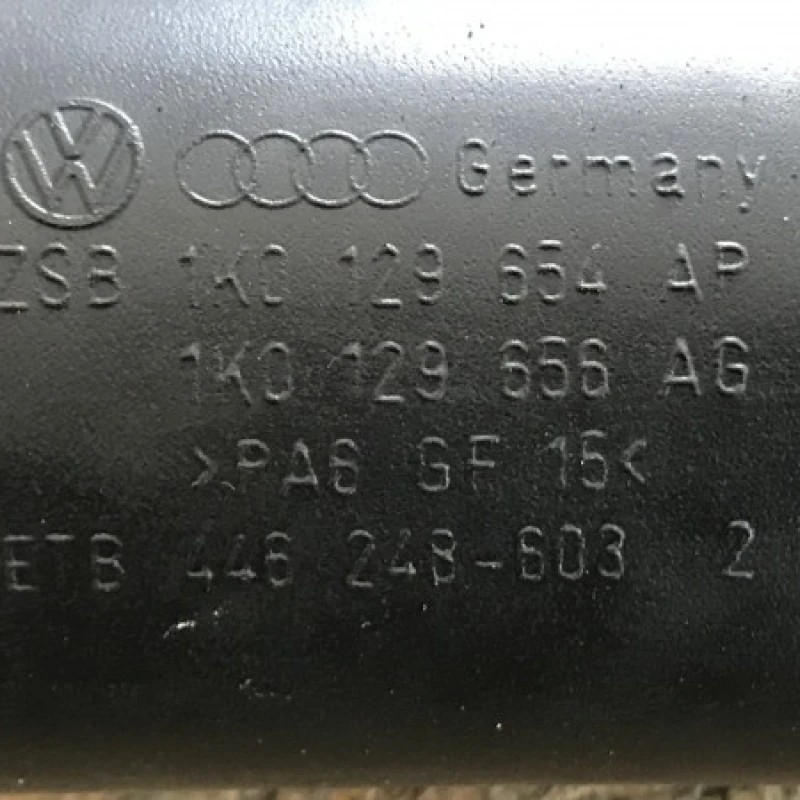 Germany
ZSB 1K0 129 654 AP
1K0 129 656 AG
>PA6 GF 15<
ETB 446 248-603 2